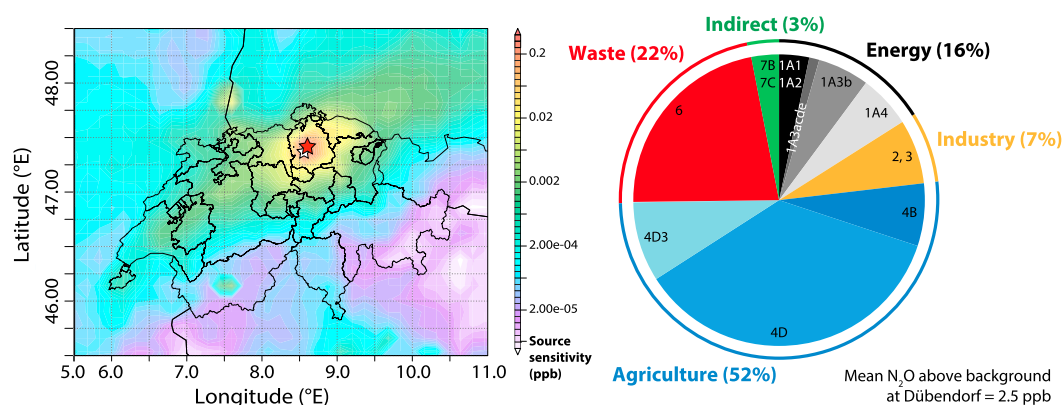 48.00
47.00
46.00
Latitude (°E)
5.0 6.0 7.0 8.0 9.0 10.0 11.0
Longitude (°E)
0.2
0.02
0.002
2.00e-04
2.00e-05
Source
sensitivity
(ppb)
Indirect (3%)
Waste (22%)
Energy (16%)
Industry (7%)
Agriculture (52%)
7B
7C
1A1
1A2
1A3acde
1A3b
1A4
2, 3
4B
4D
4D3
6
Mean N₂O above background
at Dübendorf = 2.5 ppb